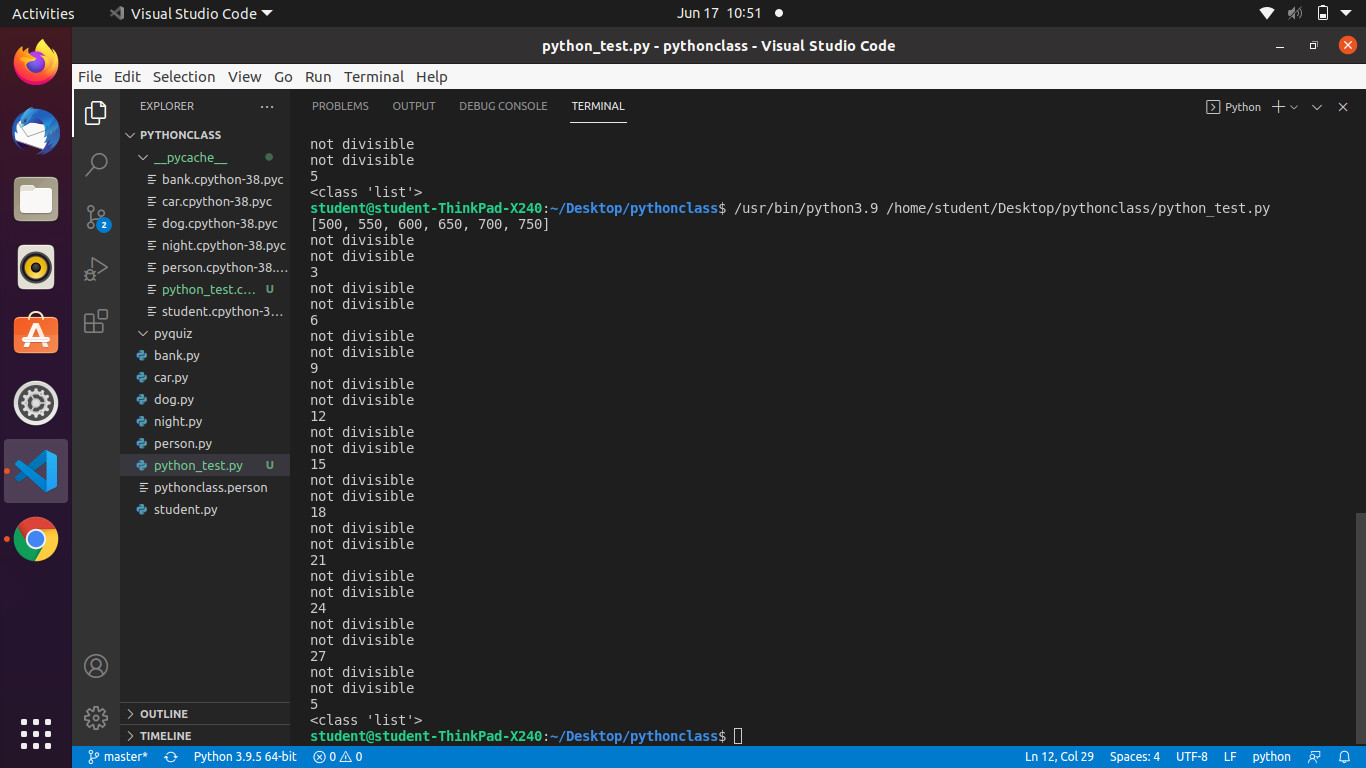 Activities
Visual Studio Code
Jun 17 10:51
python_test.py - pythonclass - Visual Studio Code
File Edit Selection View Go Run Terminal Help
EXPLORER
PYTHONCLASS
__pycache__
bank.cpython-38.pyc
car.cpython-38.pyc
dog.cpython-38.pyc
night.cpython-38.pyc
person.cpython-38....
python_test.c... U
student.cpython-3...
pyquiz
bank.py
car.py
dog.py
night.py
person.py
python_test.py U
pythonclass.person
student.py
OUTLINE
TIMELINE
2
PROBLEMS OUTPUT DEBUG CONSOLE TERMINAL
Python
not divisible
not divisible
5
<class 'list'>
student@student-ThinkPad-X240:~/Desktop/pythonclass$ /usr/bin/python3.9 /home/student/Desktop/pythonclass/python_test.py
[500, 550, 600, 650, 700, 750]
not divisible
not divisible
3
not divisible
not divisible
6
not divisible
not divisible
9
not divisible
not divisible
12
not divisible
not divisible
15
not divisible
not divisible
18
not divisible
not divisible
21
not divisible
not divisible
24
not divisible
not divisible
27
not divisible
not divisible
5
<class 'list'>
student@student-ThinkPad-X240:~/Desktop/pythonclass$
master* Python 3.9.5 64-bit 0 0 Ln 12, Col 29 Spaces: 4 UTF-8 LF python